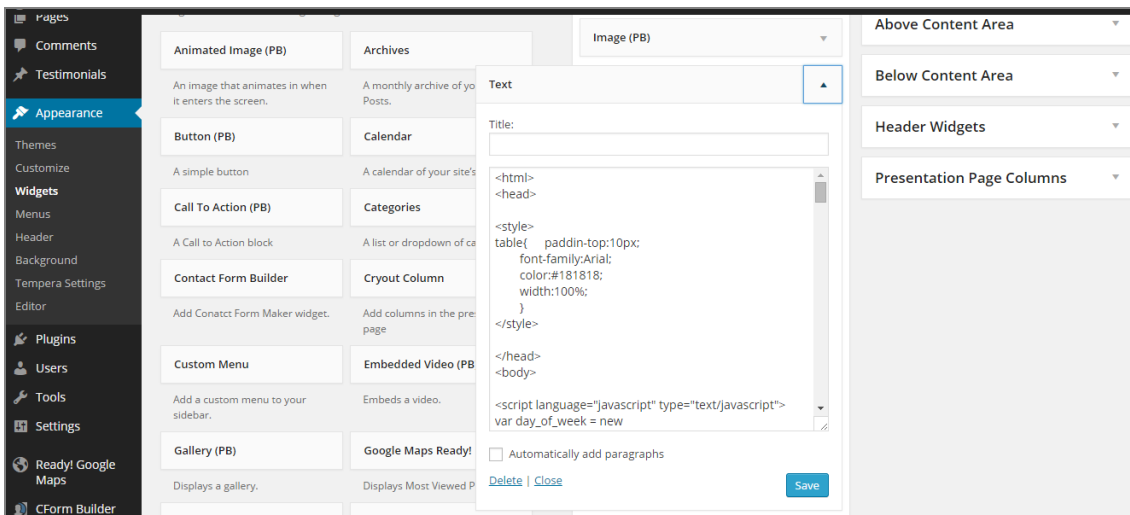 Pages
Comments
Testimonials
Appearance
Themes
Customize
Widgets
Menus
Header
Background
Tempera Settings
Editor
Plugins
Users
Tools
Settings
Ready! Google
Maps
CForm Builder
Animated Image (PB)
An image that animates in when
it enters the screen.
Button (PB)
A simple button
Call To Action (PB)
A Call to Action block
Contact Form Builder
Add Conatct Form Maker widget.
Custom Menu
Add a custom menu to your
sidebar.
Gallery (PB)
Displays a gallery.
Archives
A monthly archive of yo
Posts.
Calendar
A calendar of your site's
Categories
A list or dropdown of ca
Cryout Column
Add columns in the pre
page
Embedded Video (PB
Embeds a video.
Google Maps Ready!
Displays Most Viewed P
Image (PB)
Text
Title:
<html>
<head>
<style>
table{ paddin-top:10px;
font-family:Arial;
color:#181818;
width:100%;
}
</style>
</head>
<body>
<script language="javascript" type="text/javascript">
var day_of_week = new
Automatically add paragraphs
Delete | Close
Save
Above Content Area
Below Content Area
Header Widgets
Presentation Page Columns